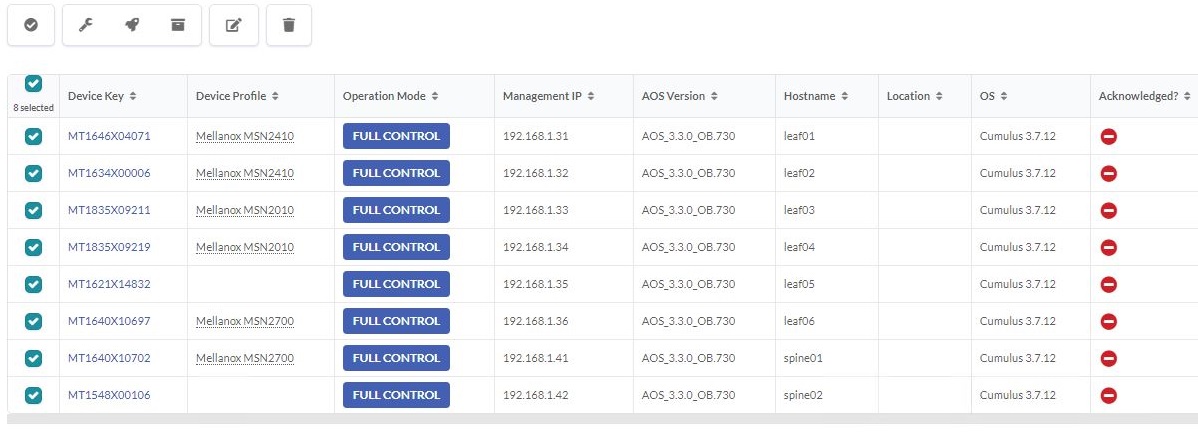 8 selected Device Key Device Profile Operation Mode Management IP AOS Version Hostname Location OS Acknowledged?
MT1646X04071 Mellanox MSN2410 FULL CONTROL 192.168.1.31 AOS_3.3.0_OB.730 leaf01 Cumulus 3.7.12
MT1634X00006 Mellanox MSN2410 FULL CONTROL 192.168.1.32 AOS_3.3.0_OB.730 leaf02 Cumulus 3.7.12
MT1835X09211 Mellanox MSN2010 FULL CONTROL 192.168.1.33 AOS_3.3.0_OB.730 leaf03 Cumulus 3.7.12
MT1835X09219 Mellanox MSN2010 FULL CONTROL 192.168.1.34 AOS_3.3.0_OB.730 leaf04 Cumulus 3.7.12
MT1621X14832 FULL CONTROL 192.168.1.35 AOS_3.3.0_OB.730 leaf05 Cumulus 3.7.12
MT1640X10697 Mellanox MSN2700 FULL CONTROL 192.168.1.36 AOS_3.3.0_OB.730 leaf06 Cumulus 3.7.12
MT1640X10702 Mellanox MSN2700 FULL CONTROL 192.168.1.41 AOS_3.3.0_OB.730 spine01 Cumulus 3.7.12
MT1548X00106 FULL CONTROL 192.168.1.42 AOS_3.3.0_OB.730 spine02 Cumulus 3.7.12